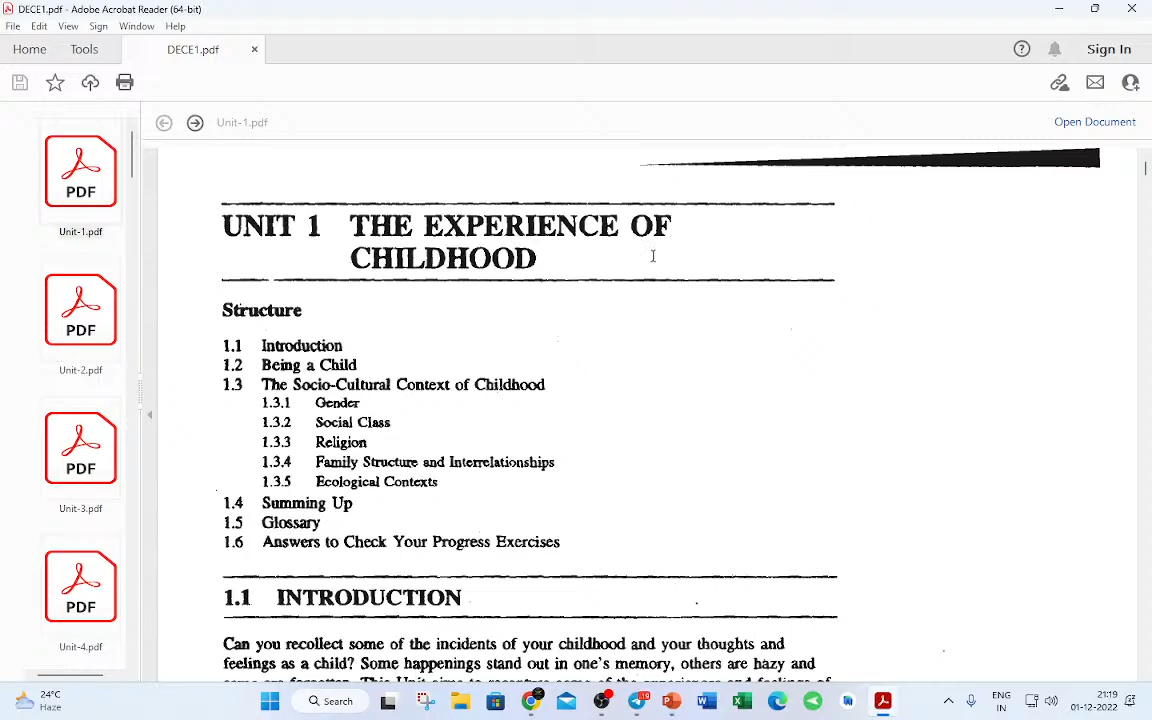 DECE1.pdf - Adobe Acrobat Reader (64-bit)
File Edit View Sign Window Help
Home Tools DECE1.pdf × Sign In
Unit-1.pdf Open Document
PDF
Unit-1.pdf
PDF
Unit-2.pdf
PDF
Unit-3.pdf
PDF
Unit-4.pdf
UNIT 1 THE EXPERIENCE OF
CHILDHOOD
Structure
1.1 Introduction
1.2 Being a Child
1.3 The Socio-Cultural Context of Childhood
1.3.1 Gender
1.3.2 Social Class
1.3.3 Religion
1.3.4 Family Structure and Interrelationships
1.3.5 Ecological Contexts
1.4 Summing Up
1.5 Glossary
1.6 Answers to Check Your Progress Exercises
1.1 INTRODUCTION
Can you recollect some of the incidents of your childhood and your thoughts and
feelings as a child? Some happenings stand out in one's memory, others are hazy and
24°C
Haze
Search
19
ENG
IN
21:19
01-12-2022